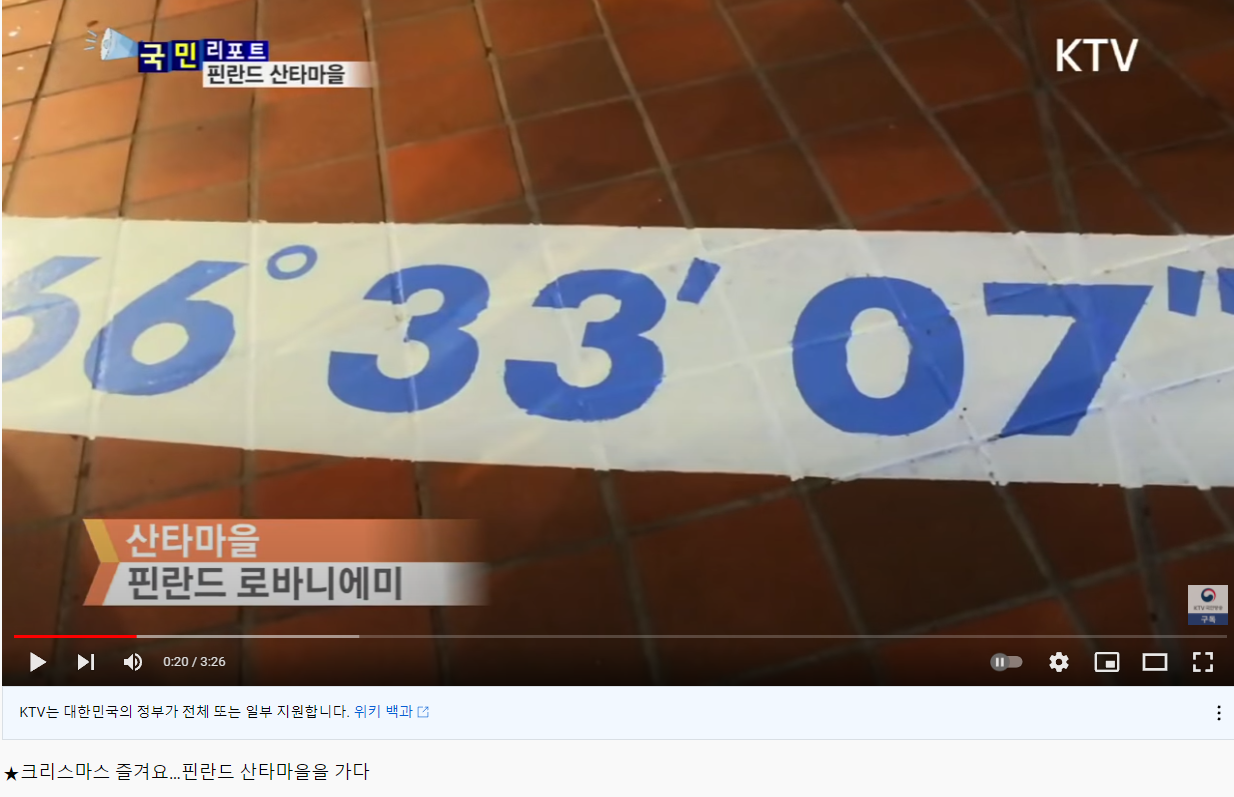 국민 리포트
핀란드 산타마을
KTV
66° 33′ 07″
산타마을
핀란드 로바니에미
구독
0:20 / 3:26
KTV는 대한민국의 정부가 전체 또는 일부 지원합니다. 위키 백과
★크리스마스 즐겨요...핀란드 산타마을을 가다